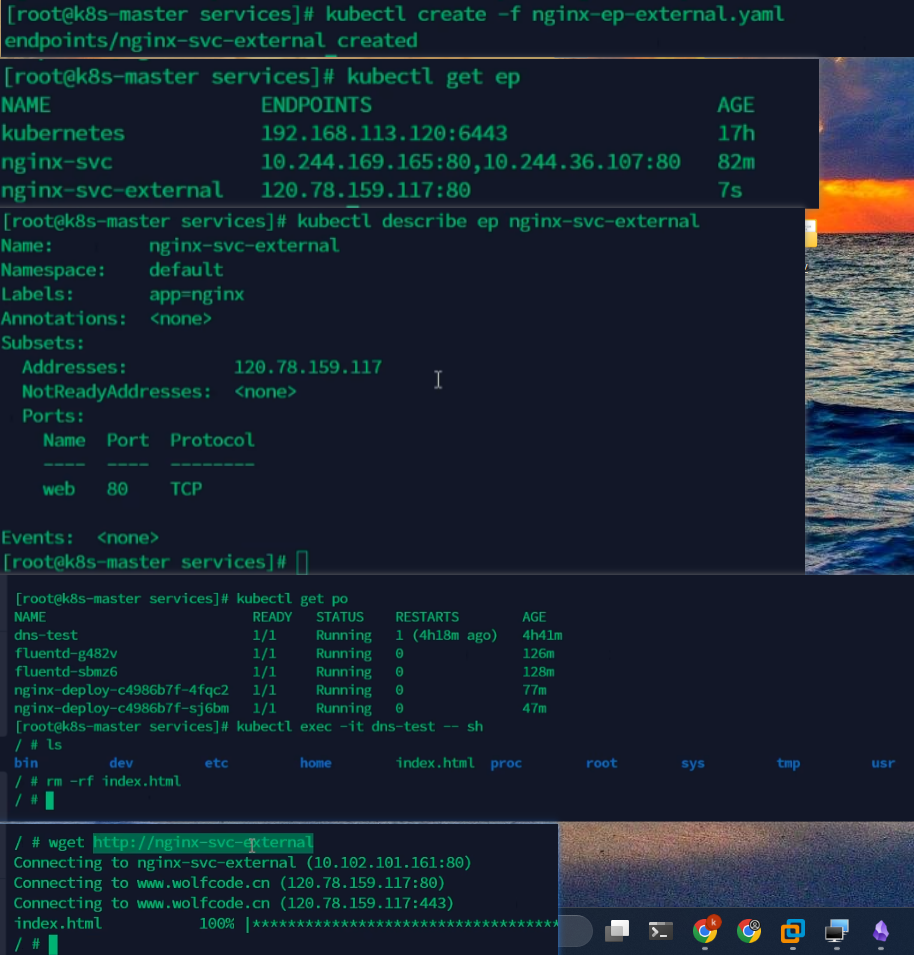 [root@k8s-master services]# kubectl create -f nginx-ep-external.yaml
endpoints/nginx-svc-external created
[root@k8s-master services]# kubectl get ep
NAME ENDPOINTS AGE
kubernetes 192.168.113.120:6443 17h
nginx-svc 10.244.169.165:80,10.244.36.107:80 82m
nginx-svc-external 120.78.159.117:80 7s
[root@k8s-master services]# kubectl describe ep nginx-svc-external
Name: nginx-svc-external
Namespace: default
Labels: app=nginx
Annotations: <none>
Subsets:
Addresses: 120.78.159.117
NotReadyAddresses: <none>
Ports:
Name Port Protocol
---- ---- --------
web 80 TCP
Events: <none>
[root@k8s-master services]#
[root@k8s-master services]# kubectl get po
NAME READY STATUS RESTARTS AGE
dns-test 1/1 Running 1 (4h18m ago) 4h41m
fluentd-g482v 1/1 Running 0 126m
fluentd-sbmz6 1/1 Running 0 128m
nginx-deploy-c4986b7f-4fqc2 1/1 Running 0 77m
nginx-deploy-c4986b7f-sj6bm 1/1 Running 0 47m
[root@k8s-master services]# kubectl exec -it dns-test -- sh
/ # ls
bin dev etc home index.html proc root sys tmp usr
/ # rm -rf index.html
/ #
/ # wget http://nginx-svc-external
Connecting to nginx-svc-external (10.102.101.161:80)
Connecting to www.wolfcode.cn (120.78.159.117:80)
Connecting to www.wolfcode.cn (120.78.159.117:443)
index.html 100% |***********************************
/ #